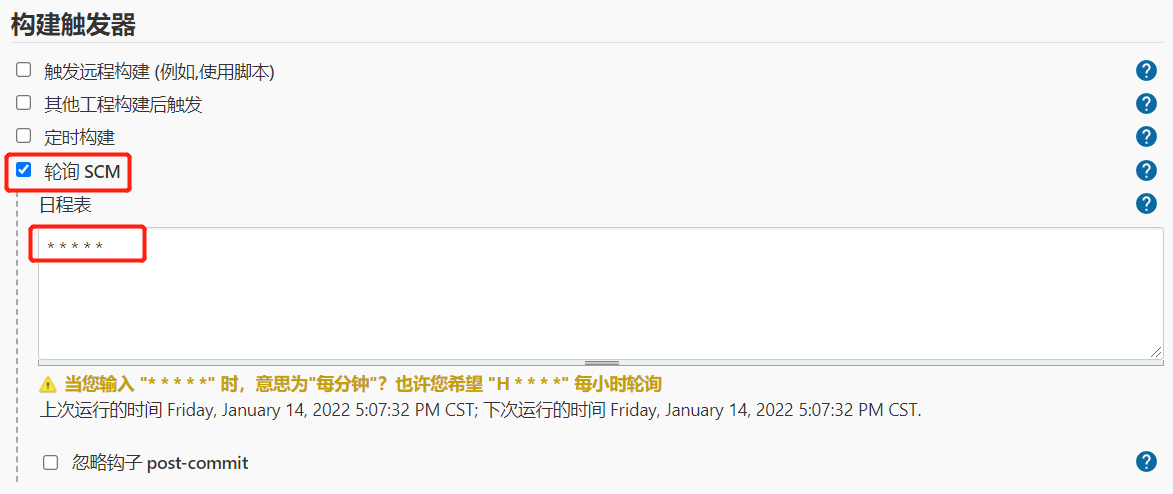 构建触发器
触发远程构建 (例如,使用脚本)
其他工程构建后触发
定时构建
轮询 SCM
日程表
* * * * *
当您输入 "* * * * *" 时，意思为"每分钟"？也许您希望 "H * * * *" 每小时轮询
上次运行的时间 Friday, January 14, 2022 5:07:32 PM CST; 下次运行的时间 Friday, January 14, 2022 5:07:32 PM CST.
忽略钩子 post-commit